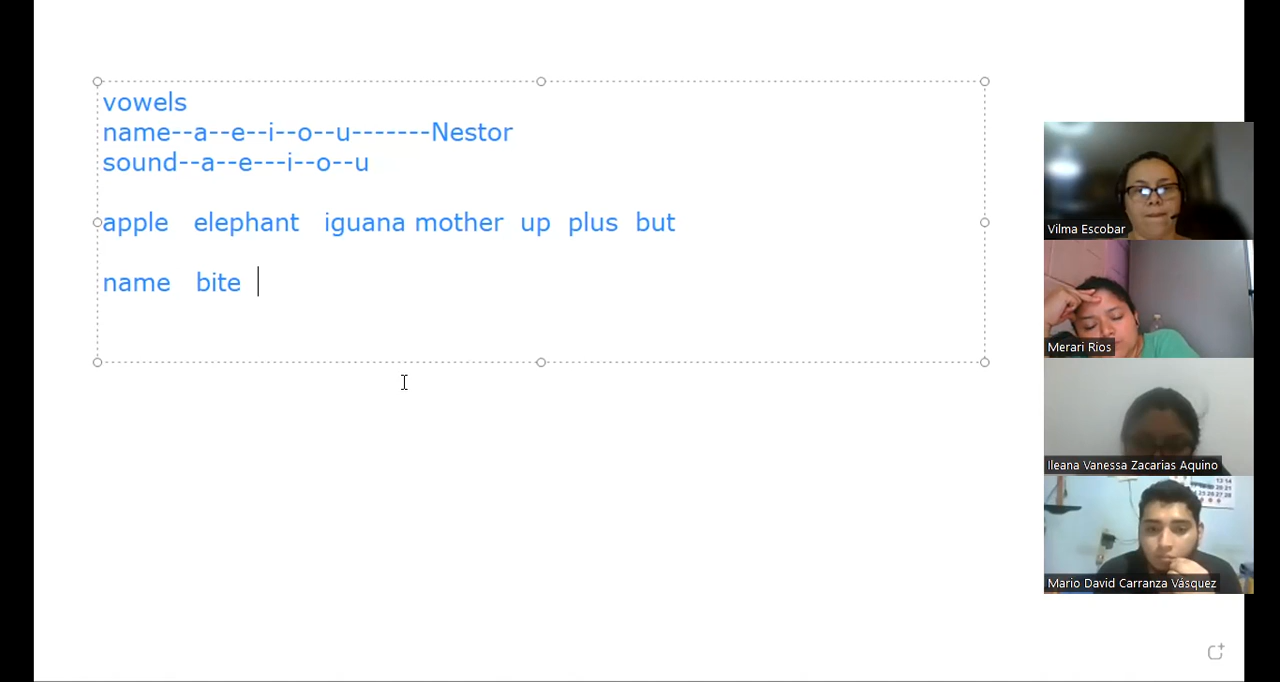 vowels
name--a--e--i--o--u-------Nestor
sound--a--e---i--o--u
apple elephant iguana mother up plus but
name bite
Vilma Escobar
Merari Rios
Ileana Vanessa Zacarias Aquino
Mario David Carranza Vásquez